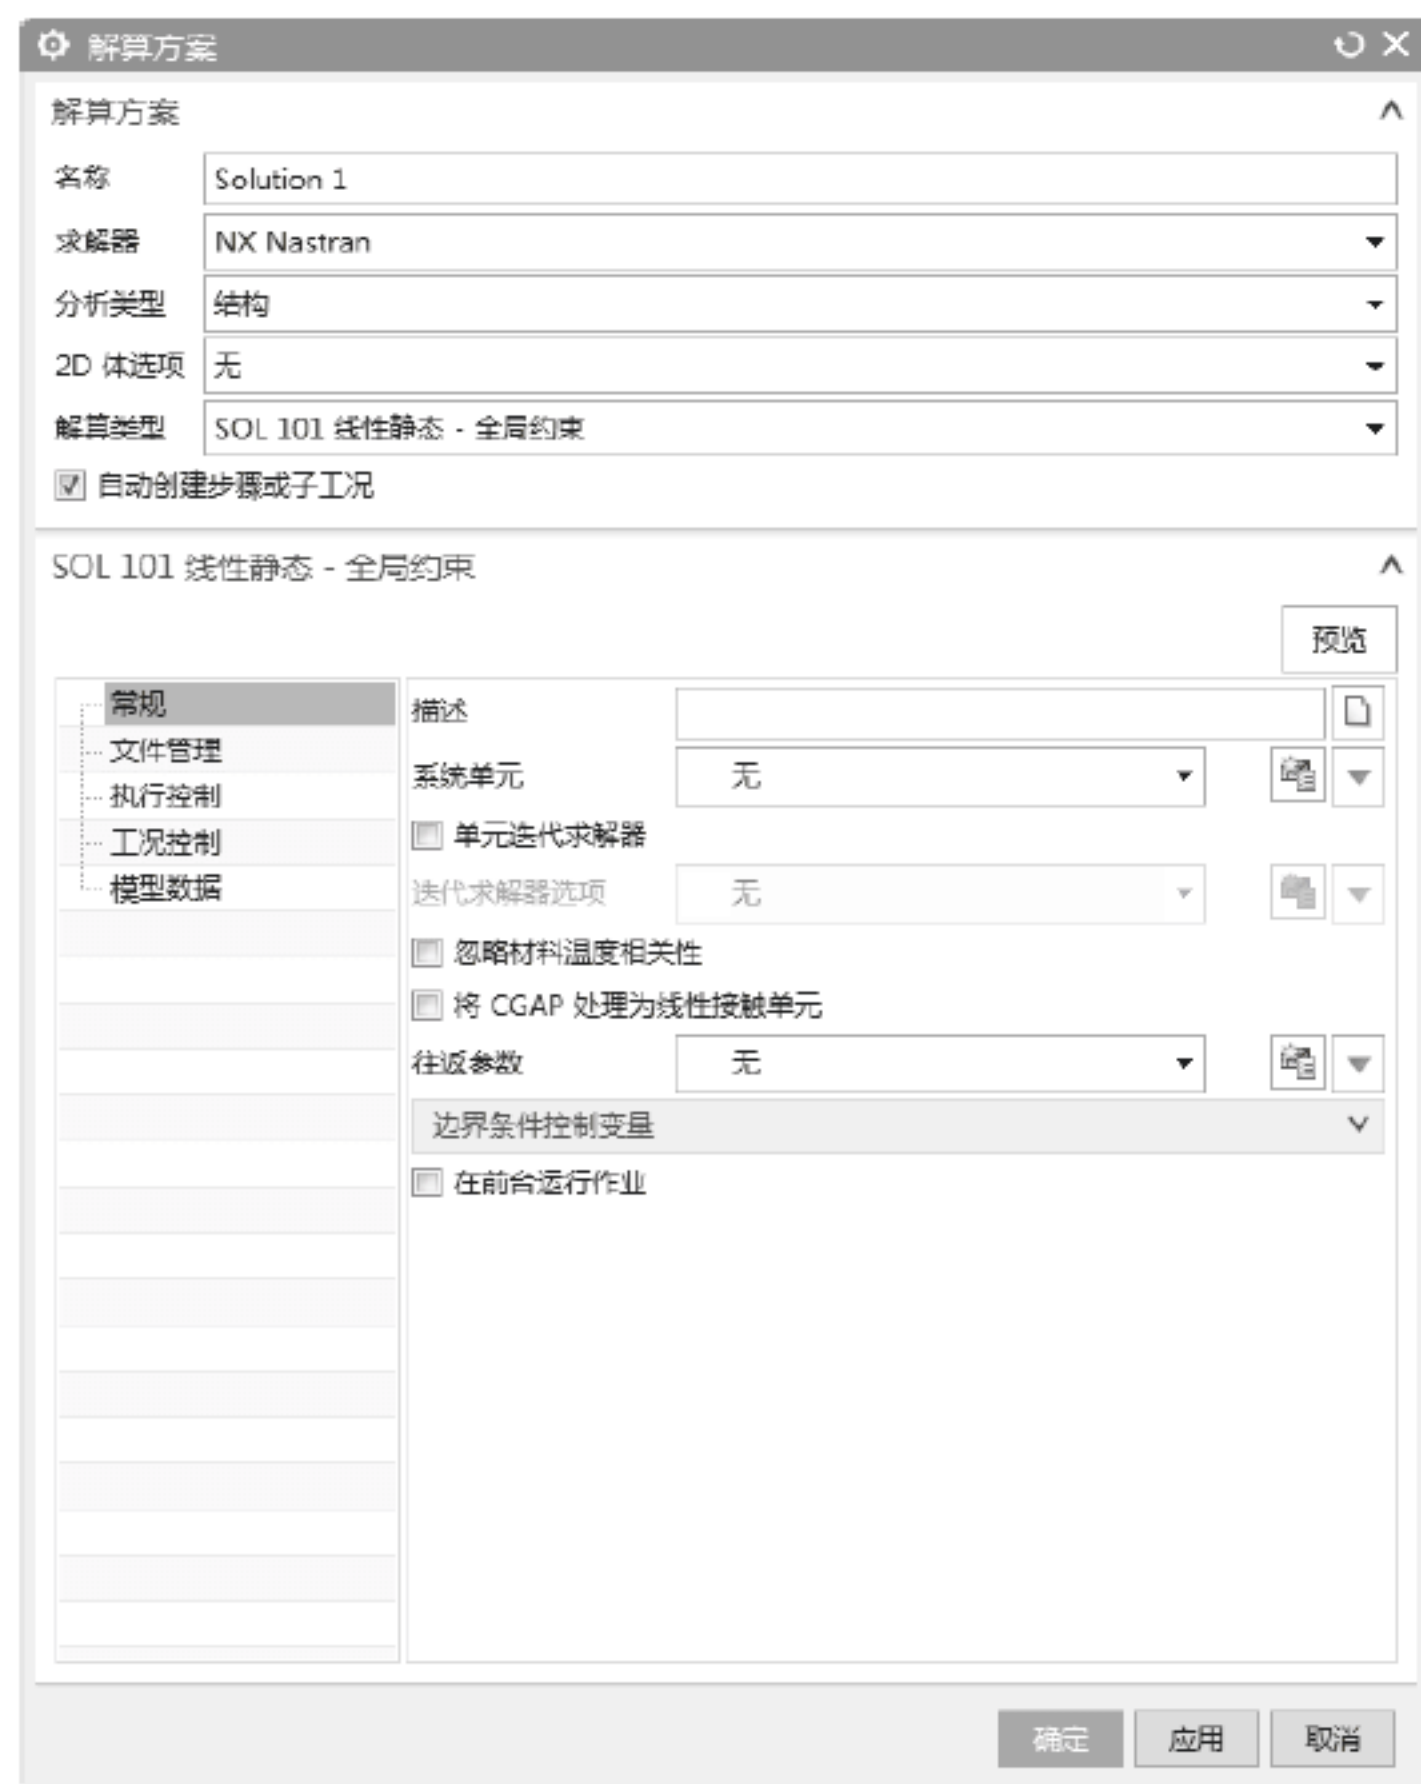 解算方案
解算方案
名称 Solution 1
求解器 NX Nastran
分析类型 结构
2D 体选项 无
解算类型 SOL 101 线性静态 - 全局约束
自动创建步骤或子工况
SOL 101 线性静态 - 全局约束
预览
常规
文件管理
执行控制
工况控制
模型数据
描述
系统单元 无
单元迭代求解器
迭代求解器选项 无
忽略材料温度相关性
将 CGAP 处理为线性接触单元
往返参数 无
边界条件控制变量
在前台运行作业
确定 应用 取消